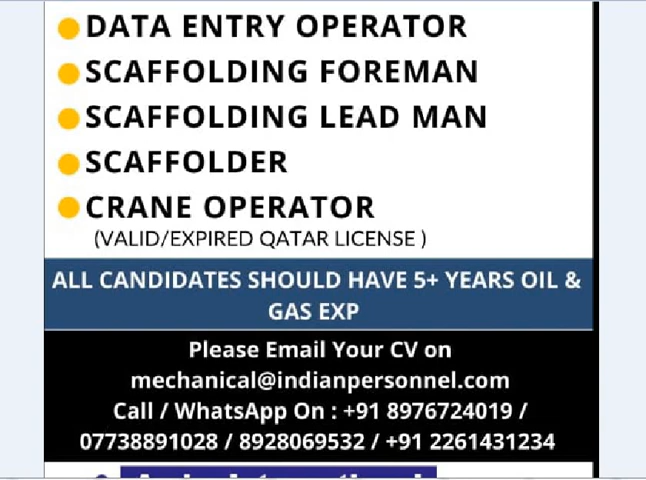 DATA ENTRY OPERATOR
SCAFFOLDING FOREMAN
SCAFFOLDING LEAD MAN
SCAFFOLDER
CRANE OPERATOR
(VALID/EXPIRED QATAR LICENSE )
ALL CANDIDATES SHOULD HAVE 5+ YEARS OIL &
GAS EXP
Please Email Your CV on
mechanical@indianpersonnel.com
Call / WhatsApp On : +91 8976724019 /
07738891028 / 8928069532 / +91 2261431234